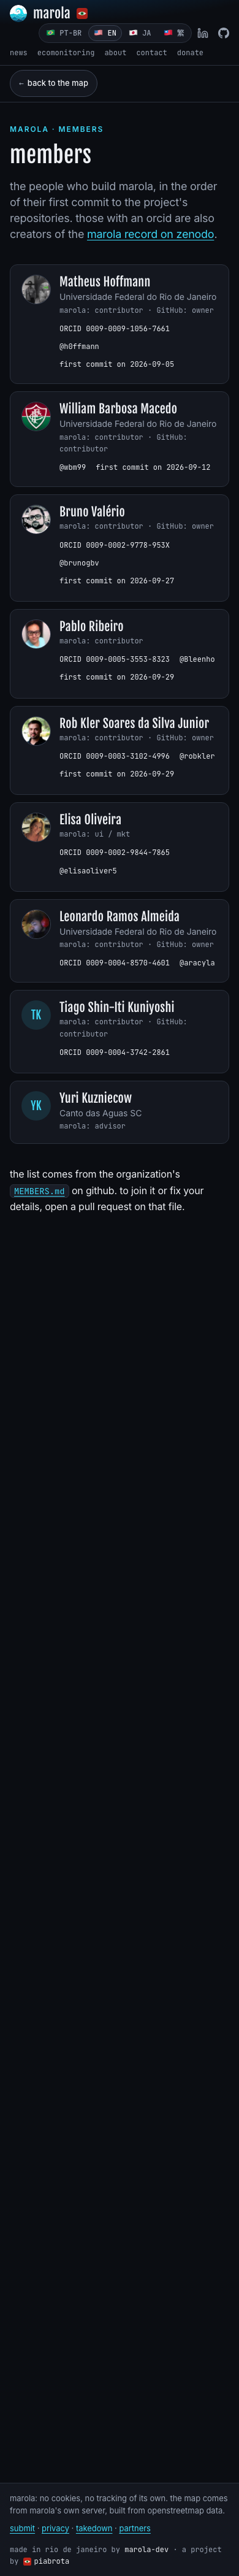 marola
PT-BR EN JA 繁
news ecomonitoring about contact donate
← back to the map
MAROLA · MEMBERS
members
the people who build marola, in the order
of their first commit to the project's
repositories. those with an orcid are also
creators of the marola record on zenodo.
Matheus Hoffmann
Universidade Federal do Rio de Janeiro
marola: contributor · GitHub: owner
ORCID 0009-0009-1056-7661
@h0ffmann
first commit on 2026-09-05
William Barbosa Macedo
Universidade Federal do Rio de Janeiro
marola: contributor · GitHub:
contributor
@wbm99 first commit on 2026-09-12
Bruno Valério
marola: contributor · GitHub: owner
ORCID 0009-0002-9778-953X
@brunogbv
first commit on 2026-09-27
Pablo Ribeiro
marola: contributor
ORCID 0009-0005-3553-8323 @Bleenho
first commit on 2026-09-29
Rob Kler Soares da Silva Junior
marola: contributor · GitHub: owner
ORCID 0009-0003-3102-4996 @robkler
first commit on 2026-09-29
Elisa Oliveira
marola: ui / mkt
ORCID 0009-0002-9844-7865
@elisaoliver5
Leonardo Ramos Almeida
Universidade Federal do Rio de Janeiro
marola: contributor · GitHub: owner
ORCID 0009-0004-8570-4601 @aracyla
TK
Tiago Shin-Iti Kuniyoshi
marola: contributor · GitHub:
contributor
ORCID 0009-0004-3742-2861
YK
Yuri Kuzniecow
Canto das Aguas SC
marola: advisor
the list comes from the organization's
MEMBERS.md on github. to join it or fix your
details, open a pull request on that file.
marola: no cookies, no tracking of its own. the map comes
from marola's own server, built from openstreetmap data.
submit · privacy · takedown · partners
made in rio de janeiro by marola-dev · a project
by piabrota